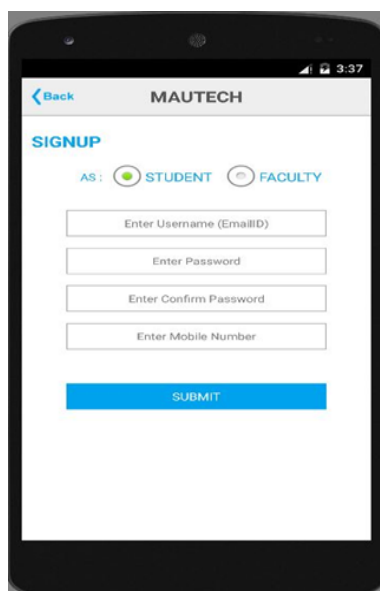 3:37
Back MAUTECH
SIGNUP
AS : STUDENT FACULTY
Enter Username (EmailID)
Enter Password
Enter Confirm Password
Enter Mobile Number
SUBMIT